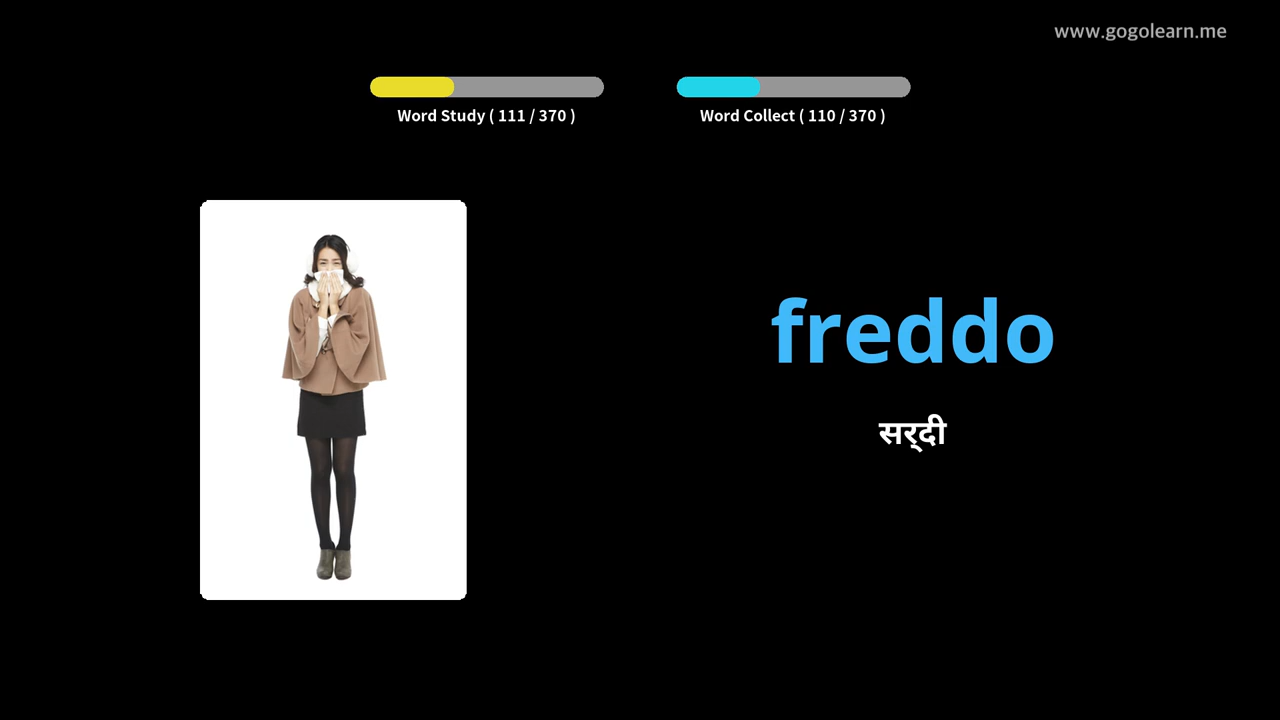 www.gogolearn.me
Word Study ( 111 / 370 )
Word Collect ( 110 / 370 )
freddo
सर्दी